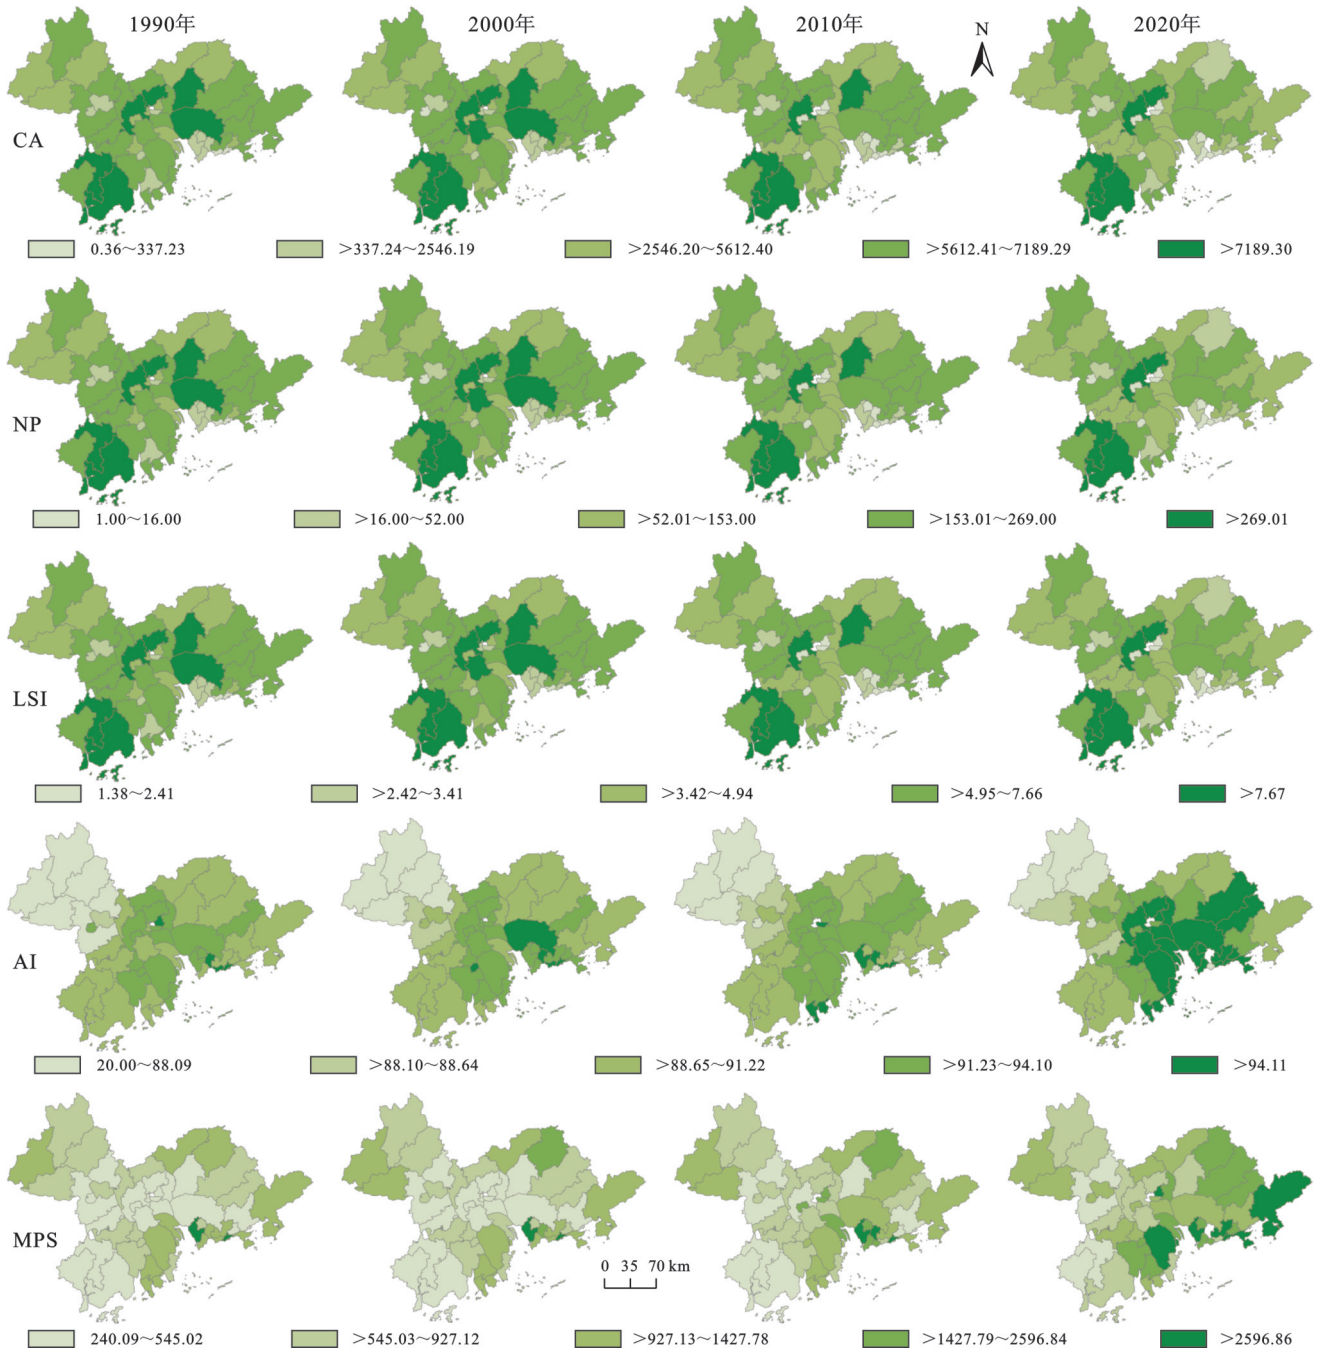 1990年 2000年 2010年 2020年
N
CA
0.36～337.23 >337.24～2546.19 >2546.20～5612.40 >5612.41～7189.29 >7189.30
NP
1.00～16.00 >16.00～52.00 >52.01～153.00 >153.01～269.00 >269.01
LSI
1.38～2.41 >2.42～3.41 >3.42～4.94 >4.95～7.66 >7.67
AI
20.00～88.09 >88.10～88.64 >88.65～91.22 >91.23～94.10 >94.11
MPS
0 35 70 km
240.09～545.02 >545.03～927.12 >927.13～1427.78 >1427.79～2596.84 >2596.86